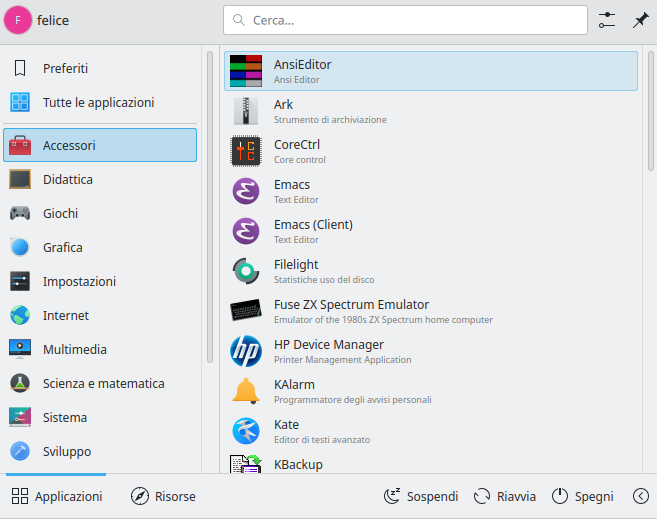 F felice
Cerca...
Preferiti
Tutte le applicazioni
Accessori
Didattica
Giochi
Grafica
Impostazioni
Internet
Multimedia
Scienza e matematica
Sistema
Sviluppo
AnsiEditor
Ansi Editor
Ark
Strumento di archiviazione
CoreCtrl
Core control
Emacs
Text Editor
Emacs (Client)
Text Editor
Filelight
Statistiche uso del disco
Fuse ZX Spectrum Emulator
Emulator of the 1980s ZX Spectrum home computer
hp
HP Device Manager
Printer Management Application
KAlarm
Programmatore degli avvisi personali
Kate
Editor di testi avanzato
KBackup
Applicazioni
Risorse
Sospendi
Riavvia
Spegni